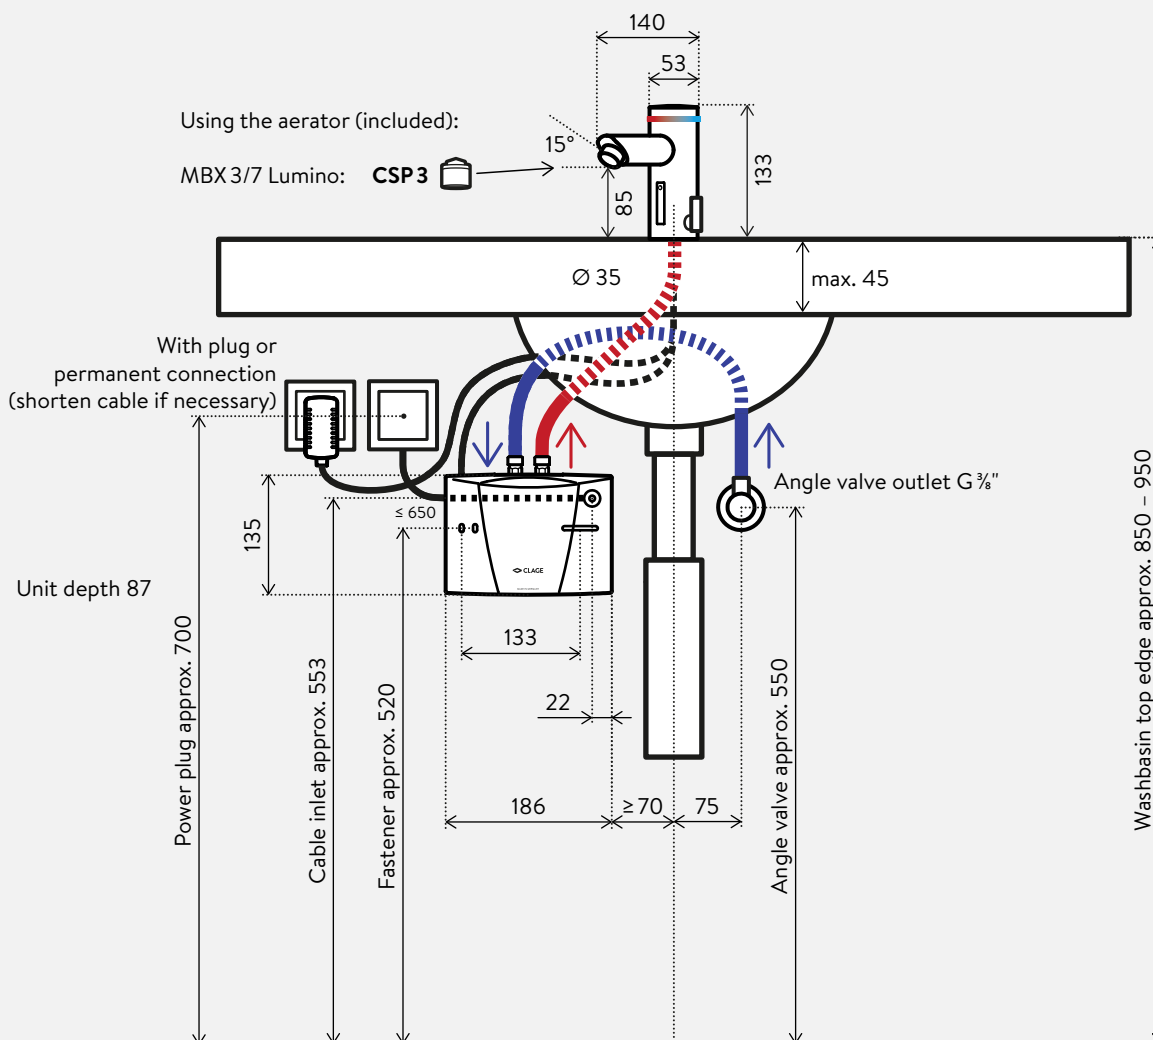 140
53
Using the aerator (included):
15°
MBX 3/7 Lumino: CSP 3
133
85
Ø 35
max. 45
With plug or
permanent connection
(shorten cable if necessary)
Angle valve outlet G ⅜"
≤ 650
135
CLAGE
Unit depth 87
133
22
186
≥ 70
75
Power plug approx. 700
Cable inlet approx. 553
Fastener approx. 520
Angle valve approx. 550
Washbasin top edge approx. 850 – 950